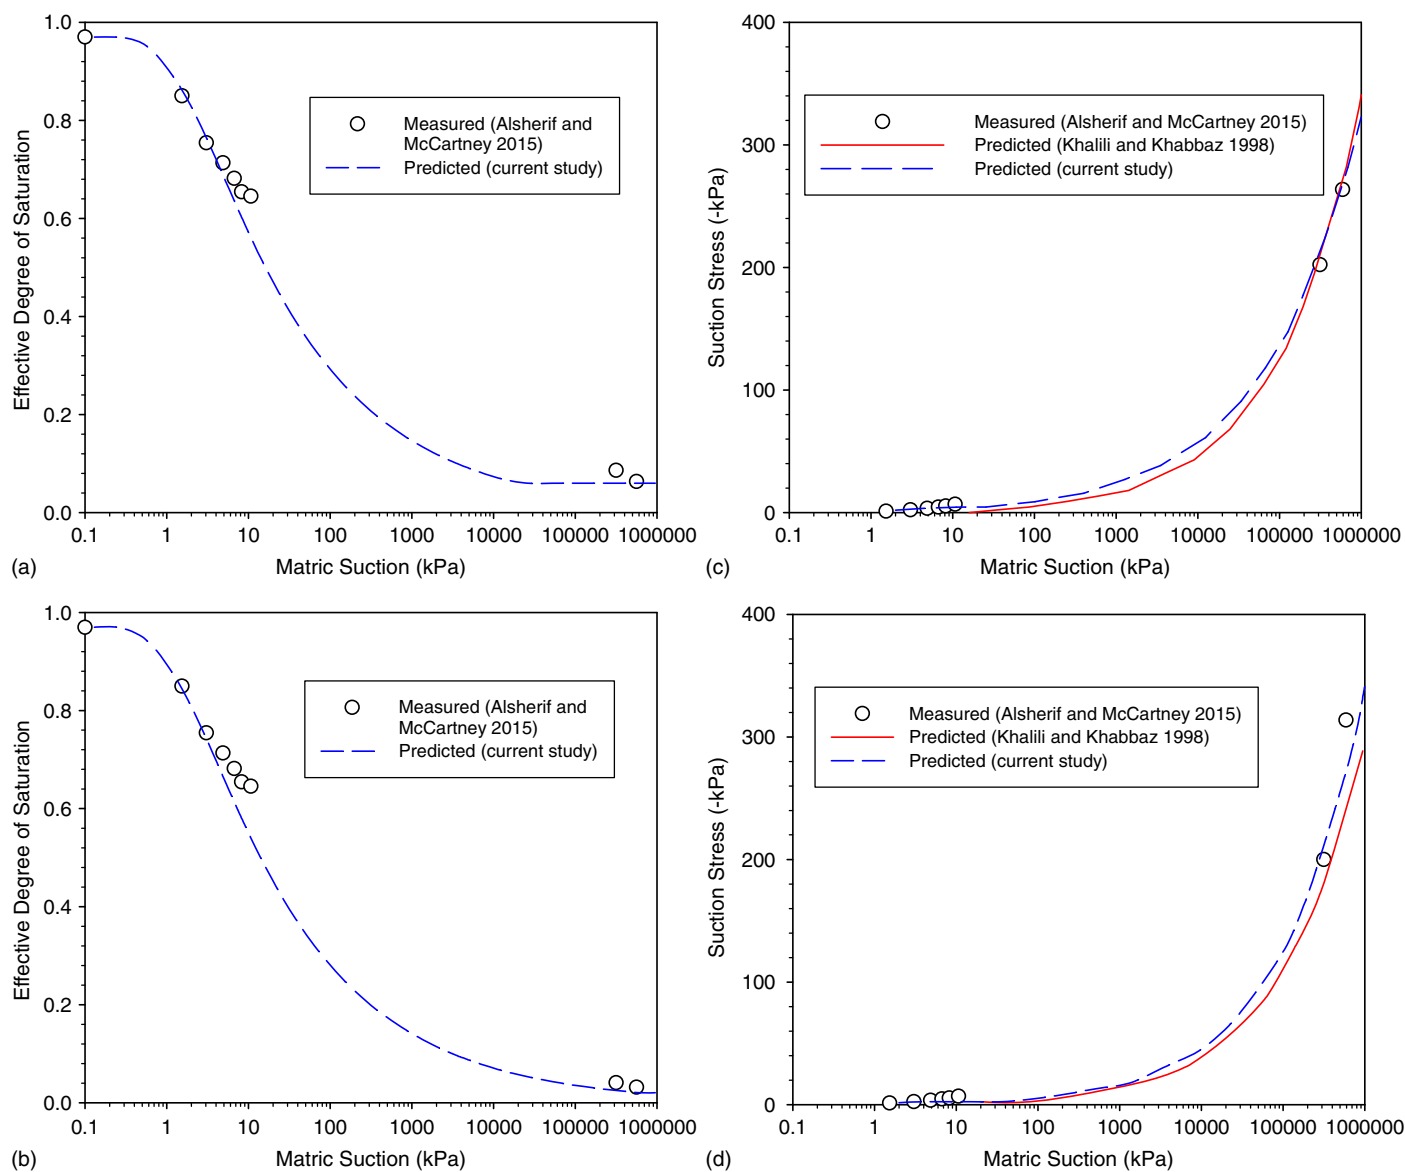 1.0
0.8
0.6
0.4
0.2
0.0
Effective Degree of Saturation
Measured (Alsherif and
McCartney 2015)
Predicted (current study)
0.1 1 10 100 1000 10000 1000000
(a) Matric Suction (kPa)
400
300
200
100
0
Suction Stress (-kPa)
Measured (Alsherif and McCartney 2015)
Predicted (Khalili and Khabbaz 1998)
Predicted (current study)
0.1 1 10 100 1000 10000 100000 1000000
(c) Matric Suction (kPa)
1.0
0.8
0.6
0.4
0.2
0.0
Effective Degree of Saturation
Measured (Alsherif and
McCartney 2015)
Predicted (current study)
0.1 1 10 100 1000 10000 1000000
(b) Matric Suction (kPa)
400
300
200
100
0
Suction Stress (-kPa)
Measured (Alsherif and McCartney 2015)
Predicted (Khalili and Khabbaz 1998)
Predicted (current study)
0.1 1 10 100 1000 10000 100000 1000000
(d) Matric Suction (kPa)